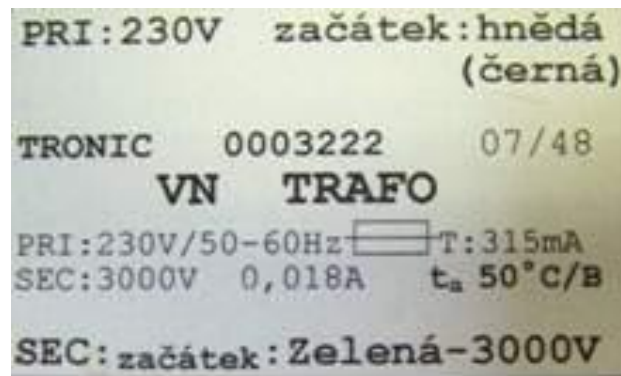 PRI:230V začátek:hnědá
(černá)
TRONIC 0003222 07/48
VN TRAFO
PRI:230V/50-60Hz T:315mA
SEC:3000V 0,018A ta 50°C/B
SEC:začátek:Zelená-3000V